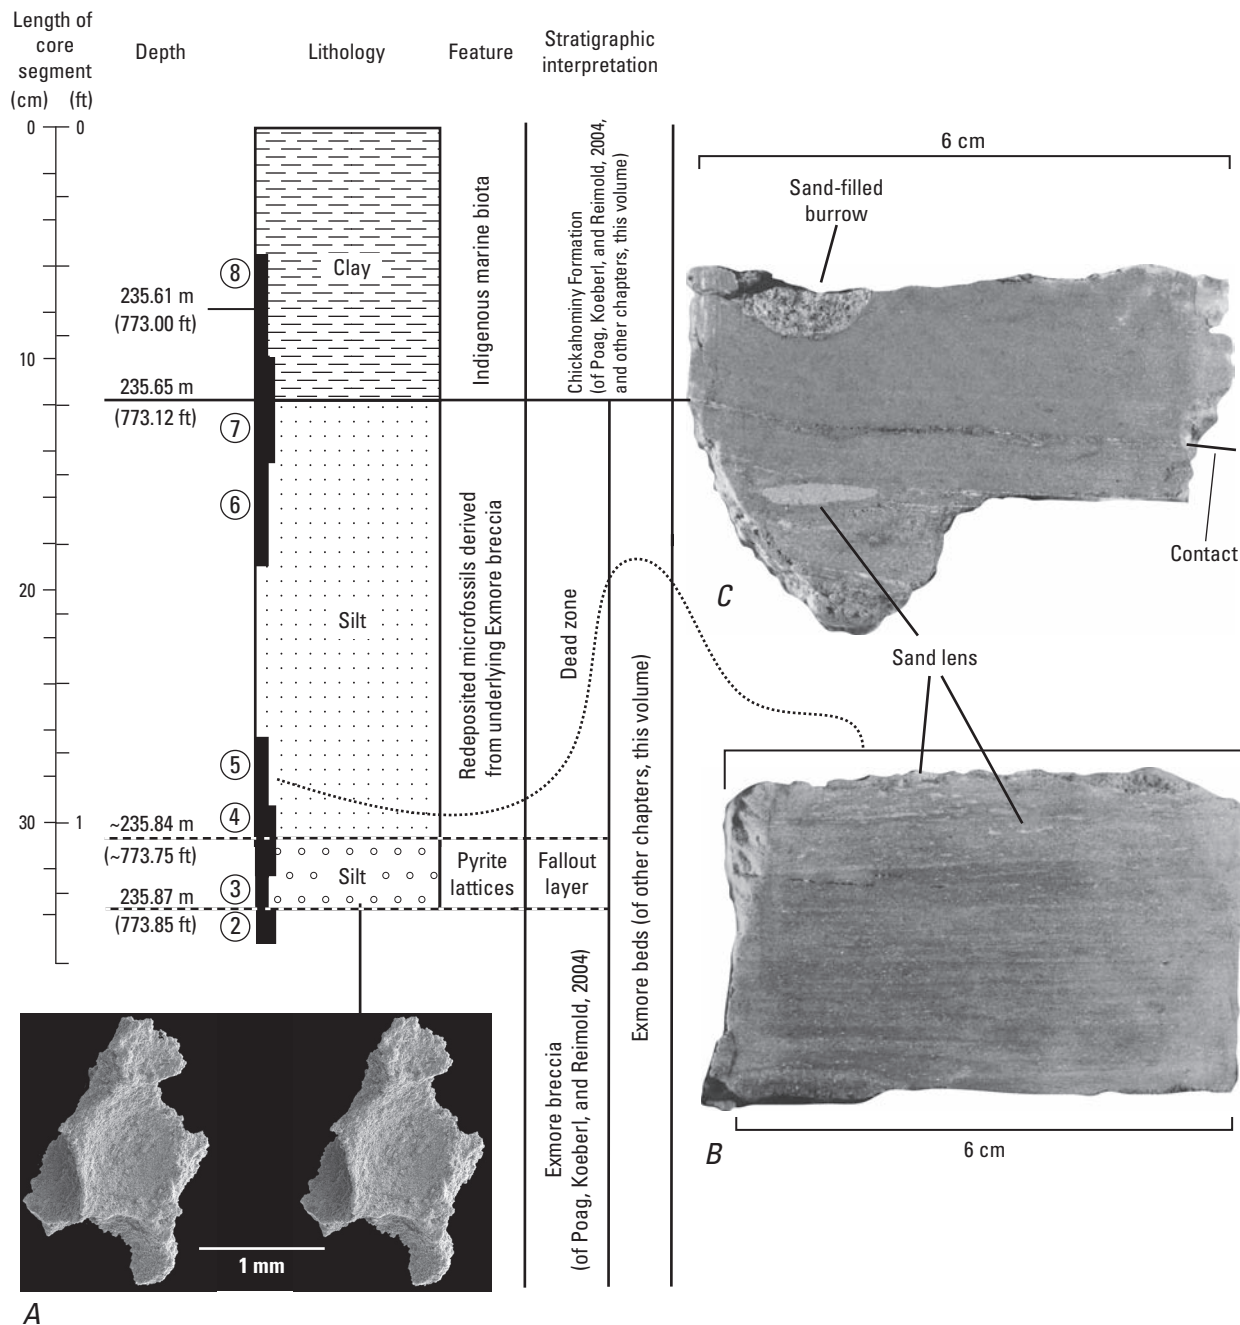 Length of
core
segment
(cm) (ft)
Depth
Lithology
Feature
Stratigraphic
interpretation
0
0
10
20
30
1
8
235.61 m
(773.00 ft)
235.65 m
(773.12 ft)
7
6
5
4
~235.84 m
(~773.75 ft)
3
235.87 m
(773.85 ft)
2
Clay
Silt
Silt
Indigenous marine biota
Redeposited microfossils derived
from underlying Exmore breccia
Pyrite
lattices
Chickahominy Formation
(of Poag, Koeberl, and Reimold, 2004,
and other chapters, this volume)
Dead zone
Fallout
layer
Exmore breccia
(of Poag, Koeberl, and Reimold, 2004)
Exmore beds (of other chapters, this volume)
6 cm
Sand-filled
burrow
Contact
C
Sand lens
B
6 cm
1 mm
A